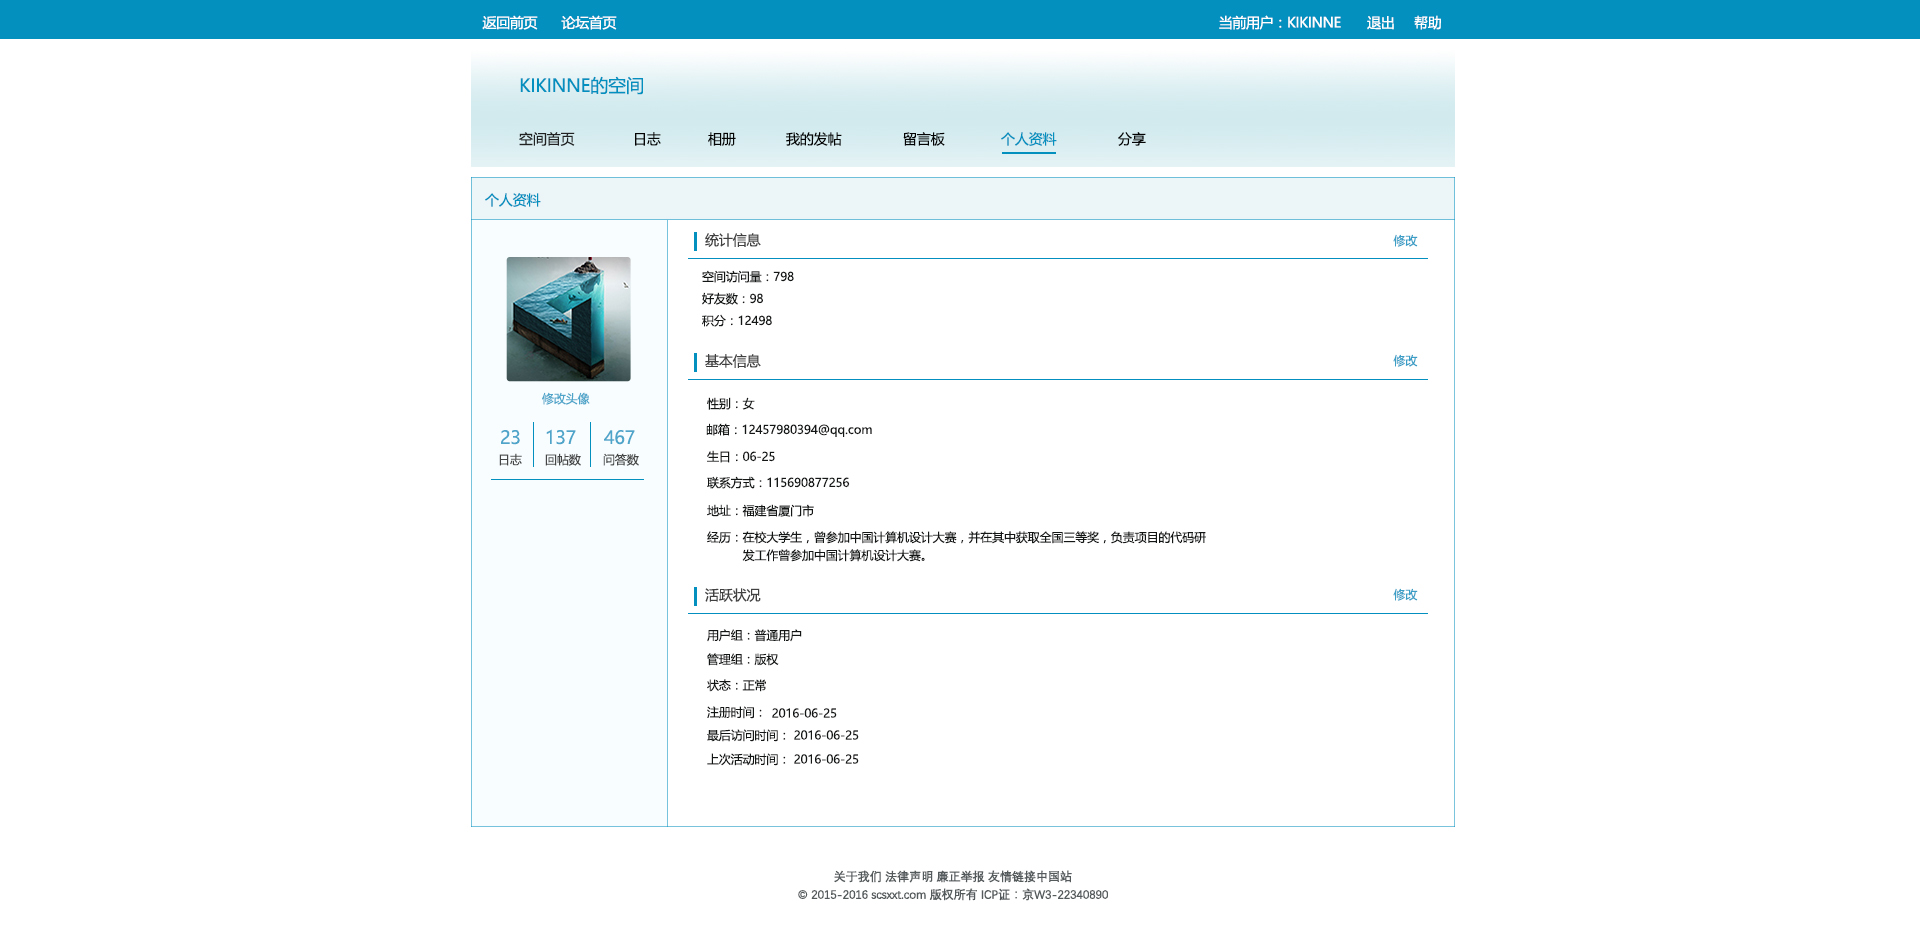 返回前页 论坛首页 当前用户：KIKINNE 退出 帮助
KIKINNE的空间
空间首页 日志 相册 我的发帖 留言板 个人资料 分享
个人资料
修改头像
23 137 467
日志 回帖数 问答数
统计信息 修改
空间访问量：798
好友数：98
积分：12498
基本信息 修改
性别：女
邮箱：12457980394@qq.com
生日：06-25
联系方式：115690877256
地址：福建省厦门市
经历：在校大学生，曾参加中国计算机设计大赛，并在其中获取全国三等奖，负责项目的代码研
发工作曾参加中国计算机设计大赛。
活跃状况 修改
用户组：普通用户
管理组：版权
状态：正常
注册时间： 2016-06-25
最后访问时间： 2016-06-25
上次活动时间： 2016-06-25
关于我们 法律声明 廉正举报 友情链接中国站
© 2015-2016 scsxxt.com 版权所有 ICP证：京W3-22340890